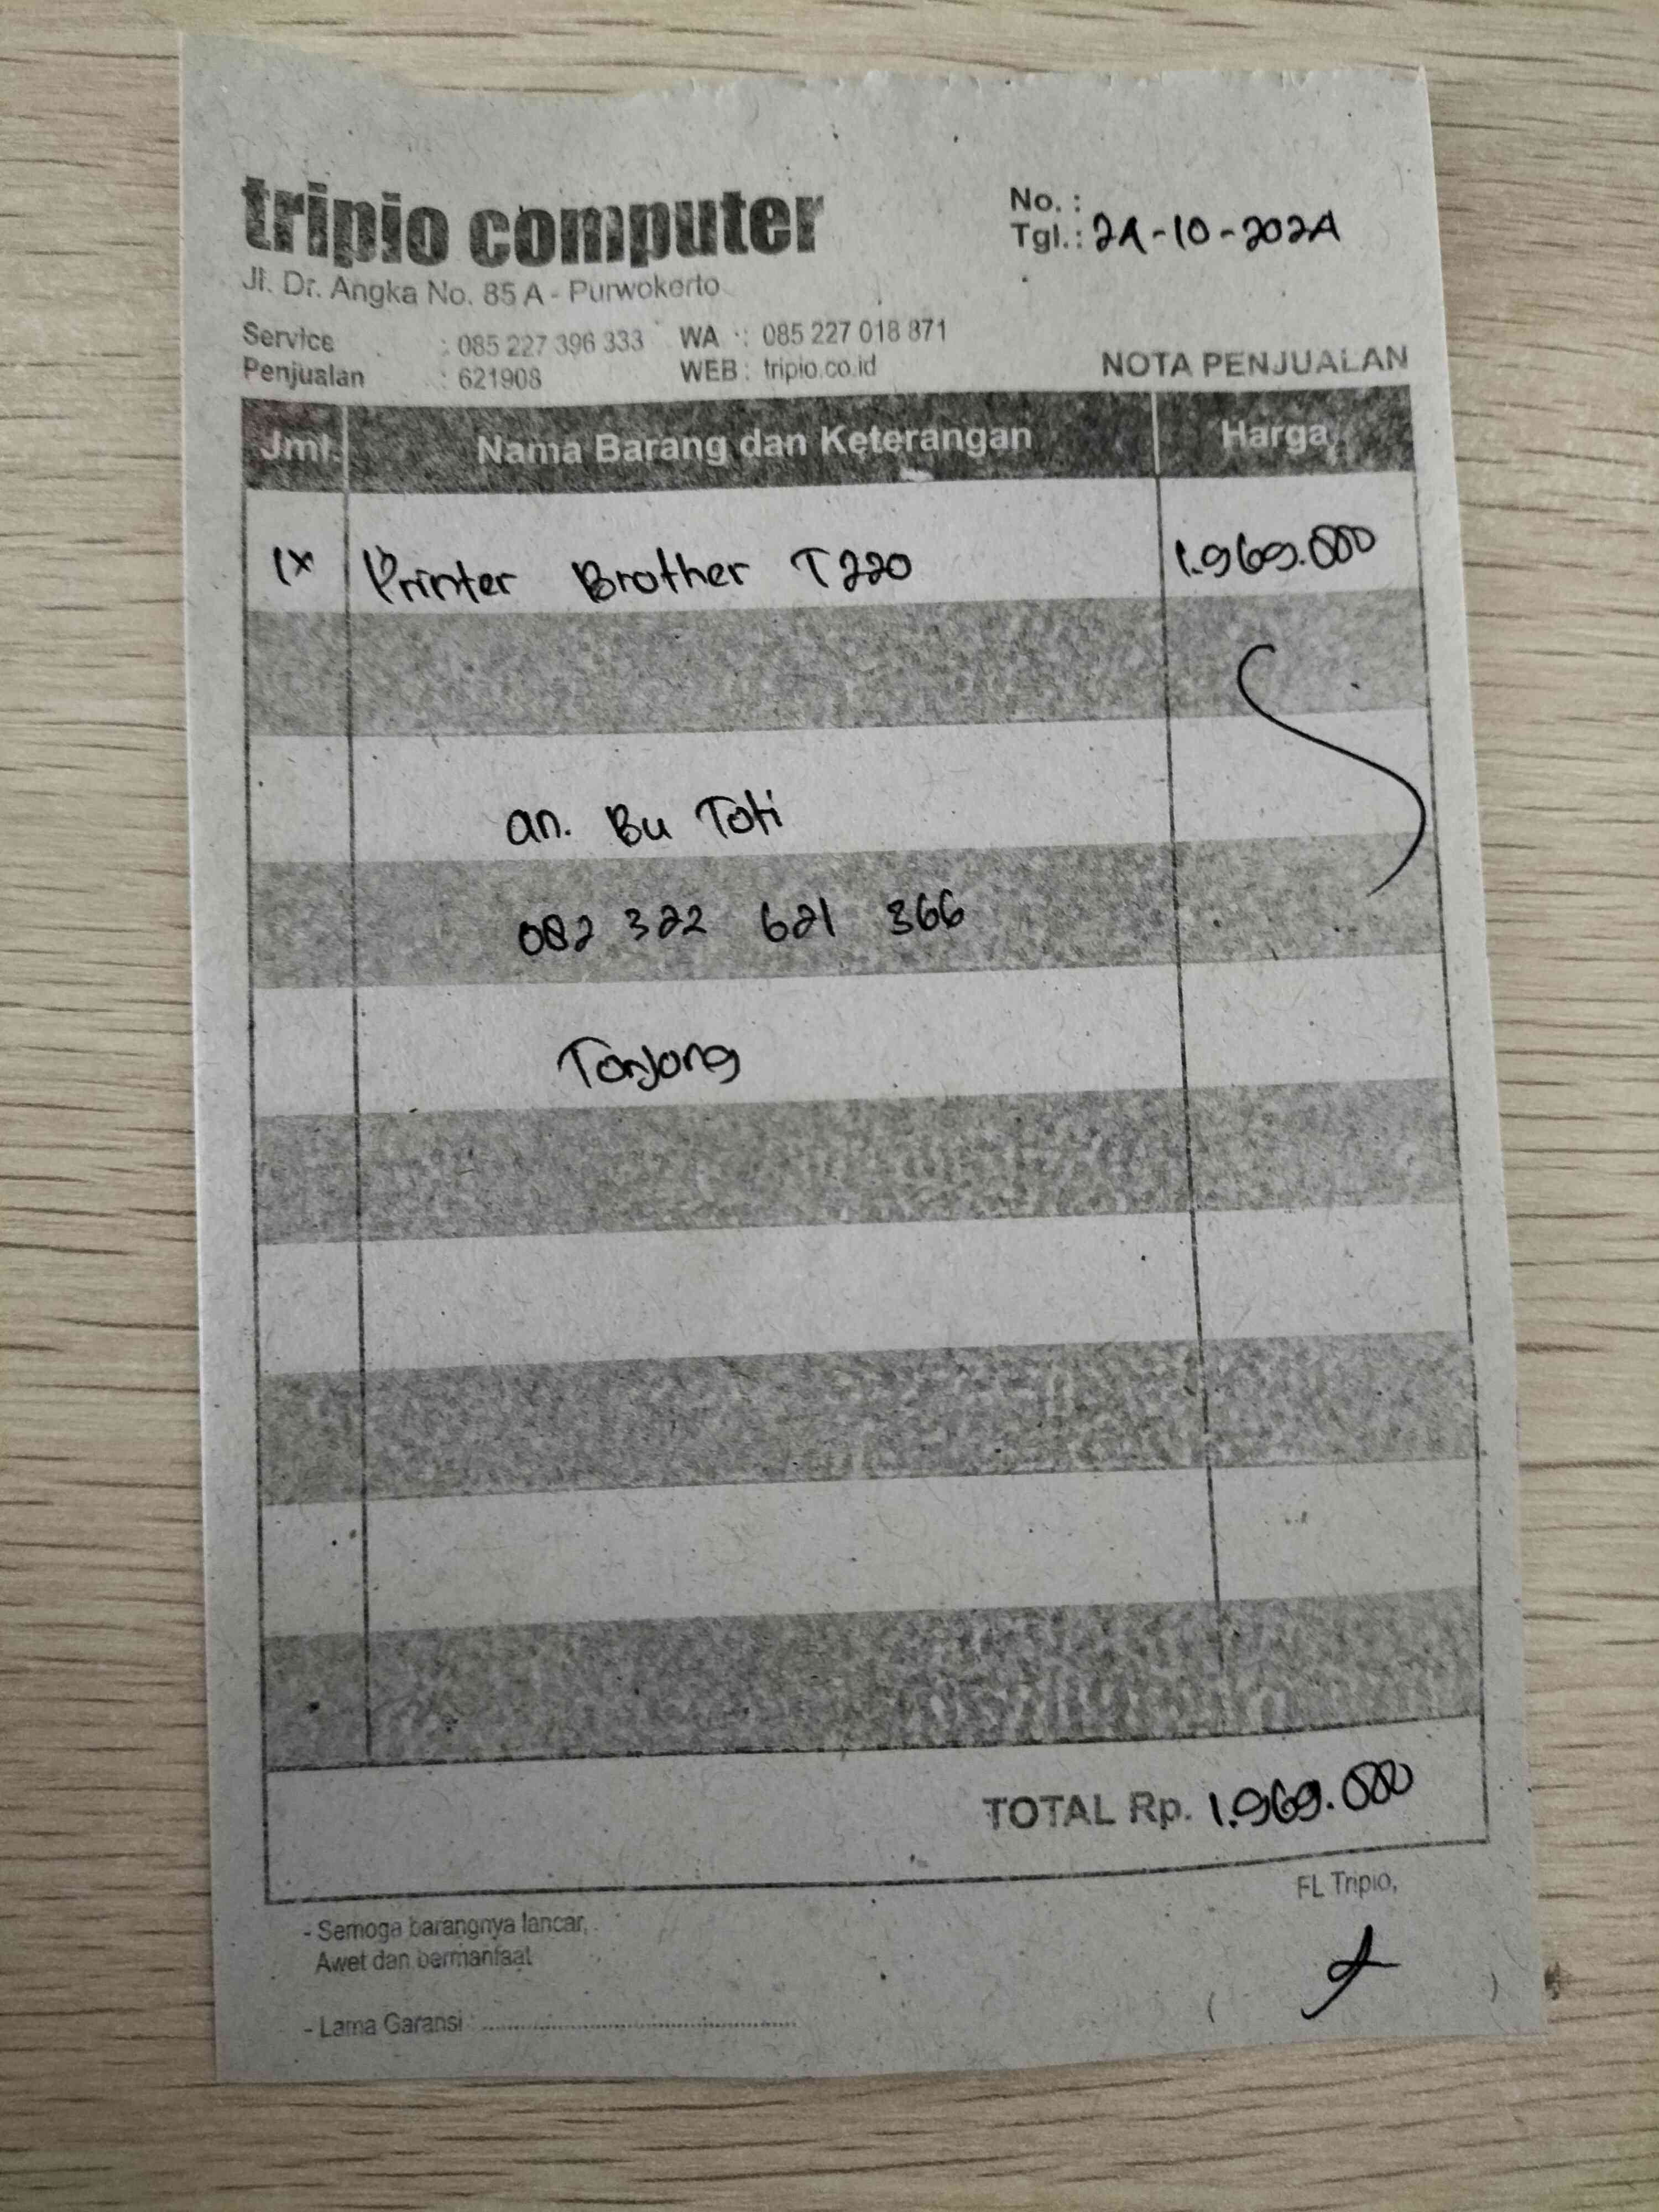 tripio computer
Jl. Dr. Angka No. 85 A - Purwokerto
No. :
Tgl. : 24-10-2024
Service : 085 227 396 333 WA : 085 227 018 871
Penjualan : 621908 WEB : tripio.co.id
NOTA PENJUALAN
Jml. Nama Barang dan Keterangan Harga
1x Printer Brother T220 1.969.000
an. Bu Toti
082 322 621 366
Tanjong
TOTAL Rp. 1.969.000
FL Tripio,
- Semoga barangnya lancar,
Awet dan bermanfaat
- Lama Garansi :